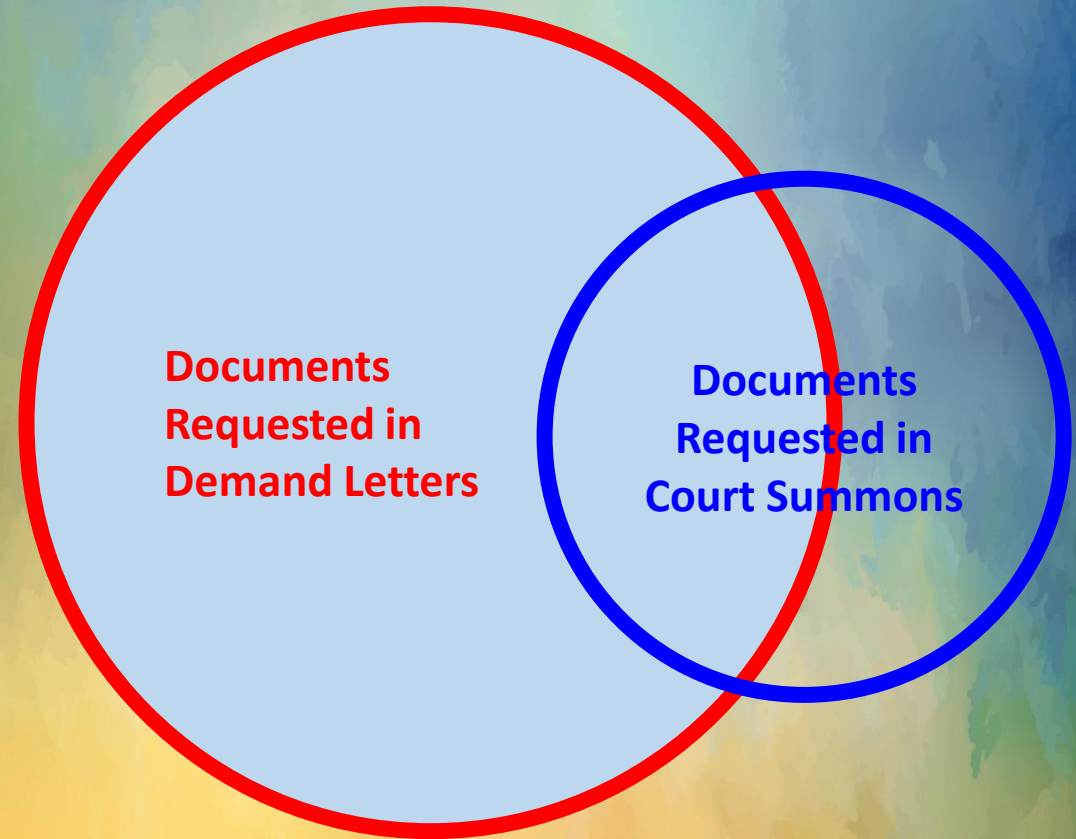 Documents
Requested in
Demand Letters
Documents
Requested in
Court Summons